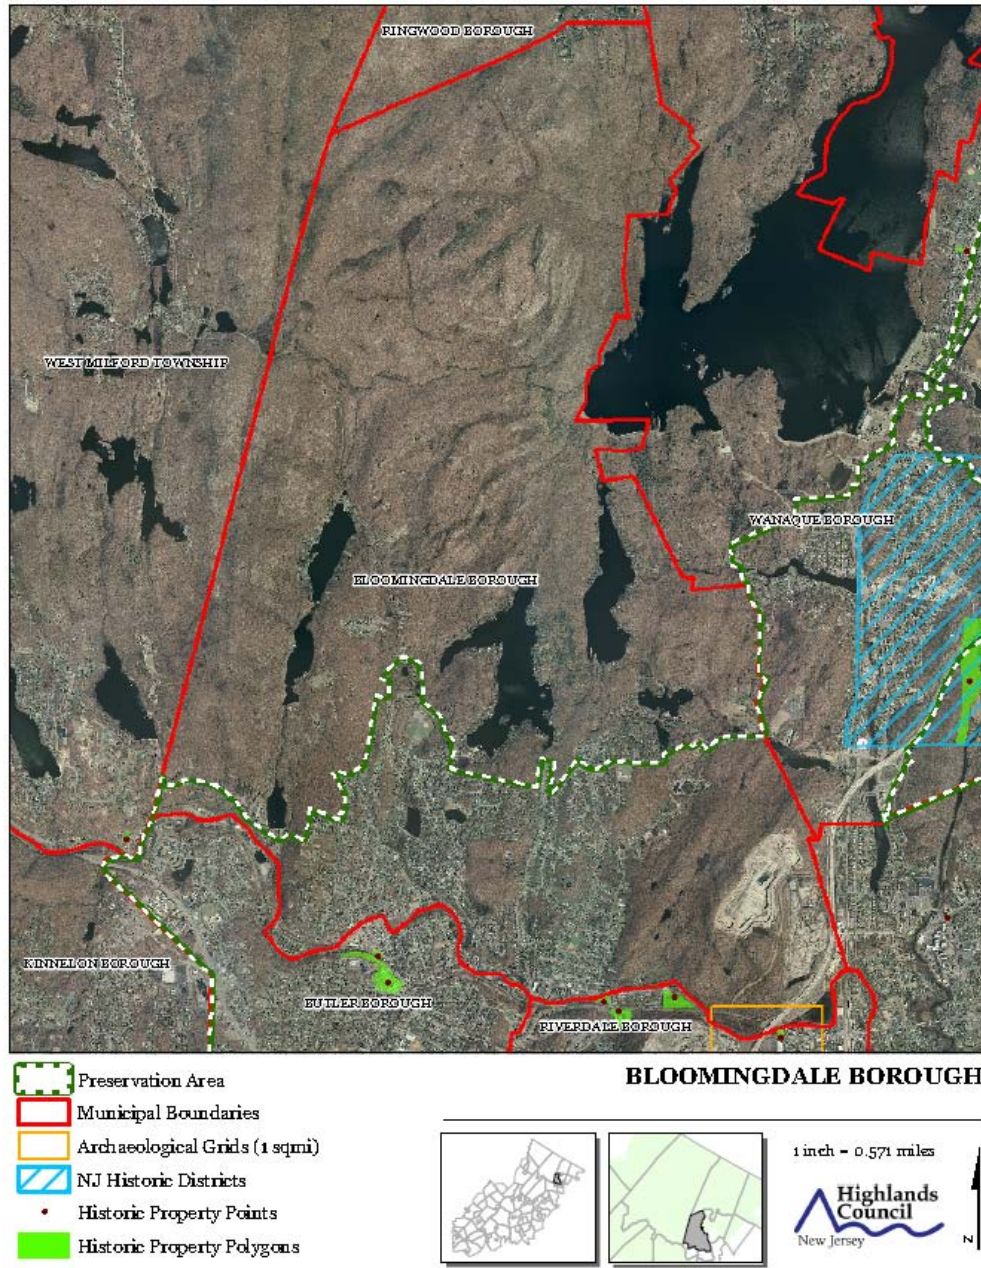 RINGWOOD BOROUGH
WEST MILFORD TOWNSHIP
WANAQUE BOROUGH
BLOOMINGDALE BOROUGH
KINNELON BOROUGH
BUTLER BOROUGH
RIVERDALE BOROUGH
BLOOMINGDALE BOROUGH
Preservation Area
Municipal Boundaries
Archaeological Grids (1 sqmi)
NJ Historic Districts
Historic Property Points
Historic Property Polygons
1 inch = 0.571 miles
Highlands
Council
New Jersey
N